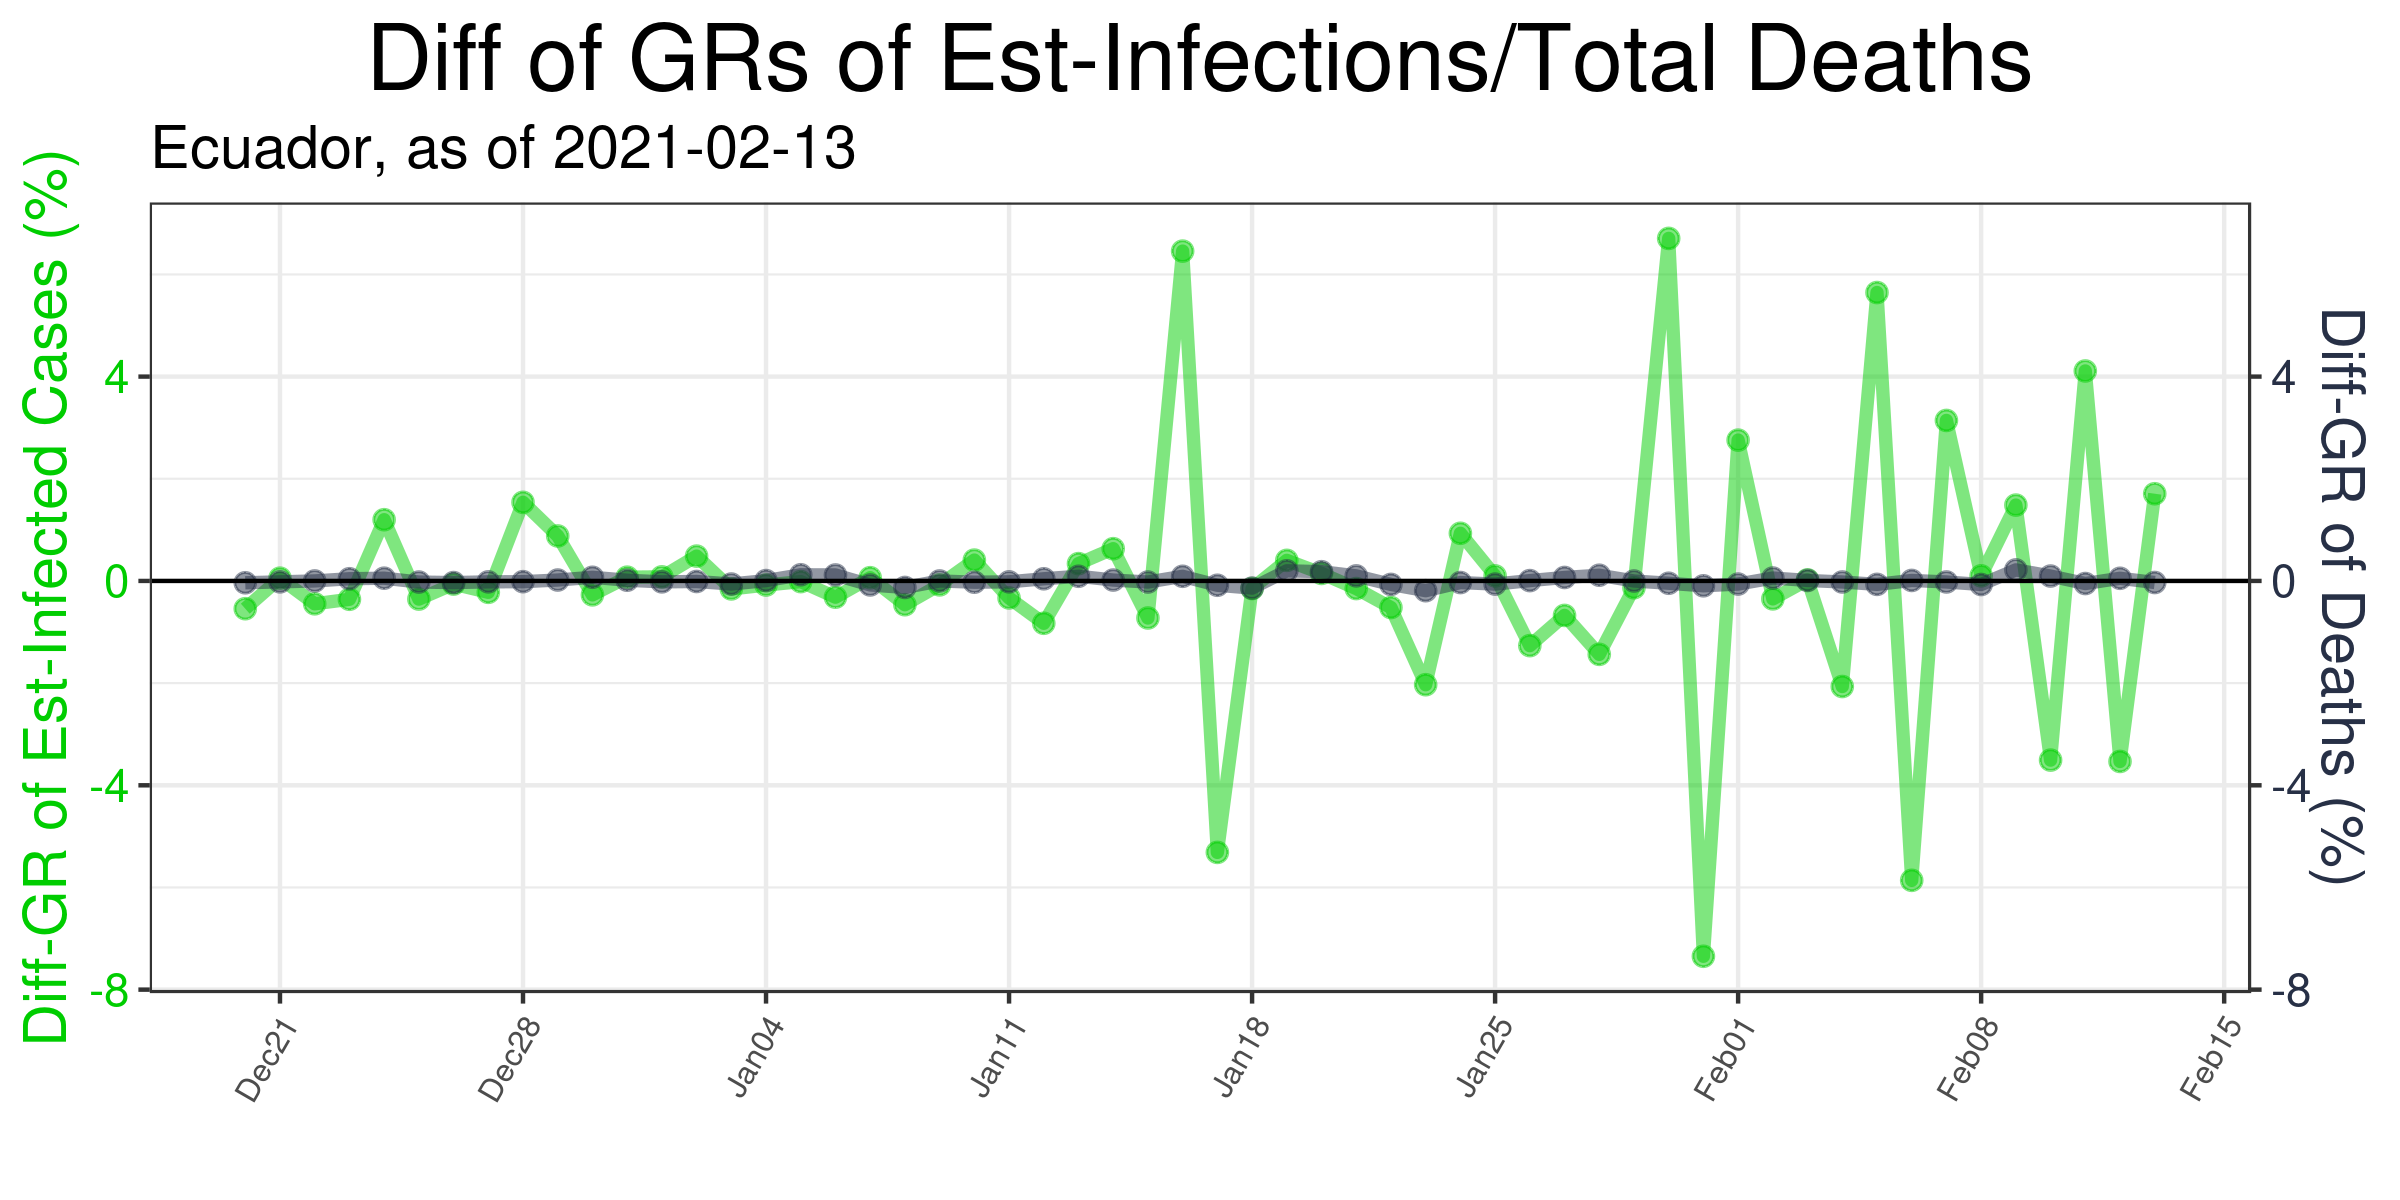 Diff of GRs of Est-Infections/Total Deaths
Ecuador, as of 2021-02-13
Diff-GR of Est-Infected Cases (%)
4
0
-4
-8
4
0
-4
-8
Diff-GR of Deaths (%)
Dec21
Dec28
Jan04
Jan11
Jan18
Jan25
Feb01
Feb08
Feb15